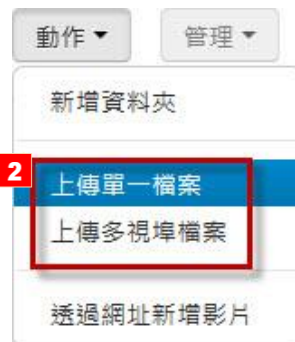 動作 管理
新增資料夾
2
上傳單一檔案
上傳多視埠檔案
透過網址新增影片